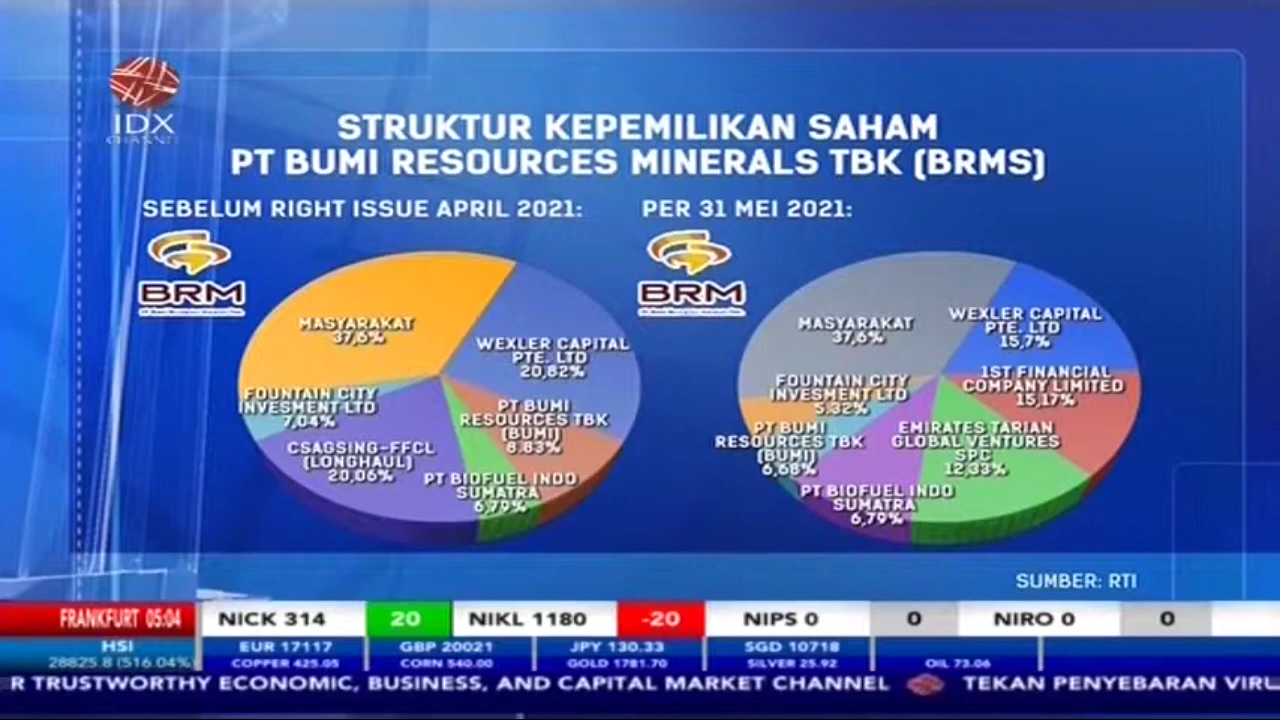 IDX
CHANNEL
STRUKTUR KEPEMILIKAN SAHAM
PT BUMI RESOURCES MINERALS TBK (BRMS)
SEBELUM RIGHT ISSUE APRIL 2021:
BRM
MASYARAKAT
37,6%
WEXLER CAPITAL
PTE. LTD
20,82%
FOUNTAIN CITY
INVESMENT LTD
7,04%
PT BUMI
RESOURCES TBK
(BUMI)
8.83%
CSAGSING-FFCL
(LONGHAUL)
20,06%
PT BIOFUEL INDO
SUMATRA
6,79%
PER 31 MEI 2021:
BRM
MASYARAKAT
37,6%
WEXLER CAPITAL
PTE. LTD
15,7%
1ST FINANCIAL
COMPANY LIMITED
15,17%
FOUNTAIN CITY
INVESMENT LTD
5.32%
PT BUMI
RESOURCES TBK
(BUMI)
6,68%
EMIRATES TARIAN
GLOBAL VENTURES
SPC
12,33%
PT BIOFUEL INDO
SUMATRA
6,79%
SUMBER: RTI
FRANKFURT 05:04 NICK 314 20 NIKL 1180 -20 NIPS 0 0 NIRO 0 0
HSI EUR 17117 GBP 20021 JPY 130.33 SGD 10718
28825.8 (516.04%) COPPER 425.05 CORN 540.00 GOLD 1781.70 SILVER 25.92 OIL 73.06
R TRUSTWORTHY ECONOMIC, BUSINESS, AND CAPITAL MARKET CHANNEL TEKAN PENYEBARAN VIRU